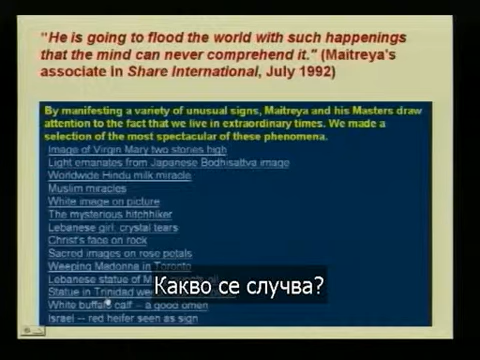 "He is going to flood the world with such happenings
that the mind can never comprehend it." (Maitreya's
associate in Share International, July 1992)
By manifesting a variety of unusual signs, Maitreya and his Masters draw
attention to the fact that we live in extraordinary times. We made a
selection of the most spectacular of these phenomena.
Image of Virgin Mary two stories high
Light emanates from Japanese Bodhisattva image
Worldwide Hindu milk miracle
Muslim miracles
White image on picture
The mysterious hitchhiker
Lebanese girl, crystal tears
Christ's face on rock
Sacred images on rose petals
Weeping Madonna in Toronto
Lebanese statue of
Statue in Trinidad
White buffalo calf -- a good omen
Israel -- red heifer seen as sign
Какво се случва?